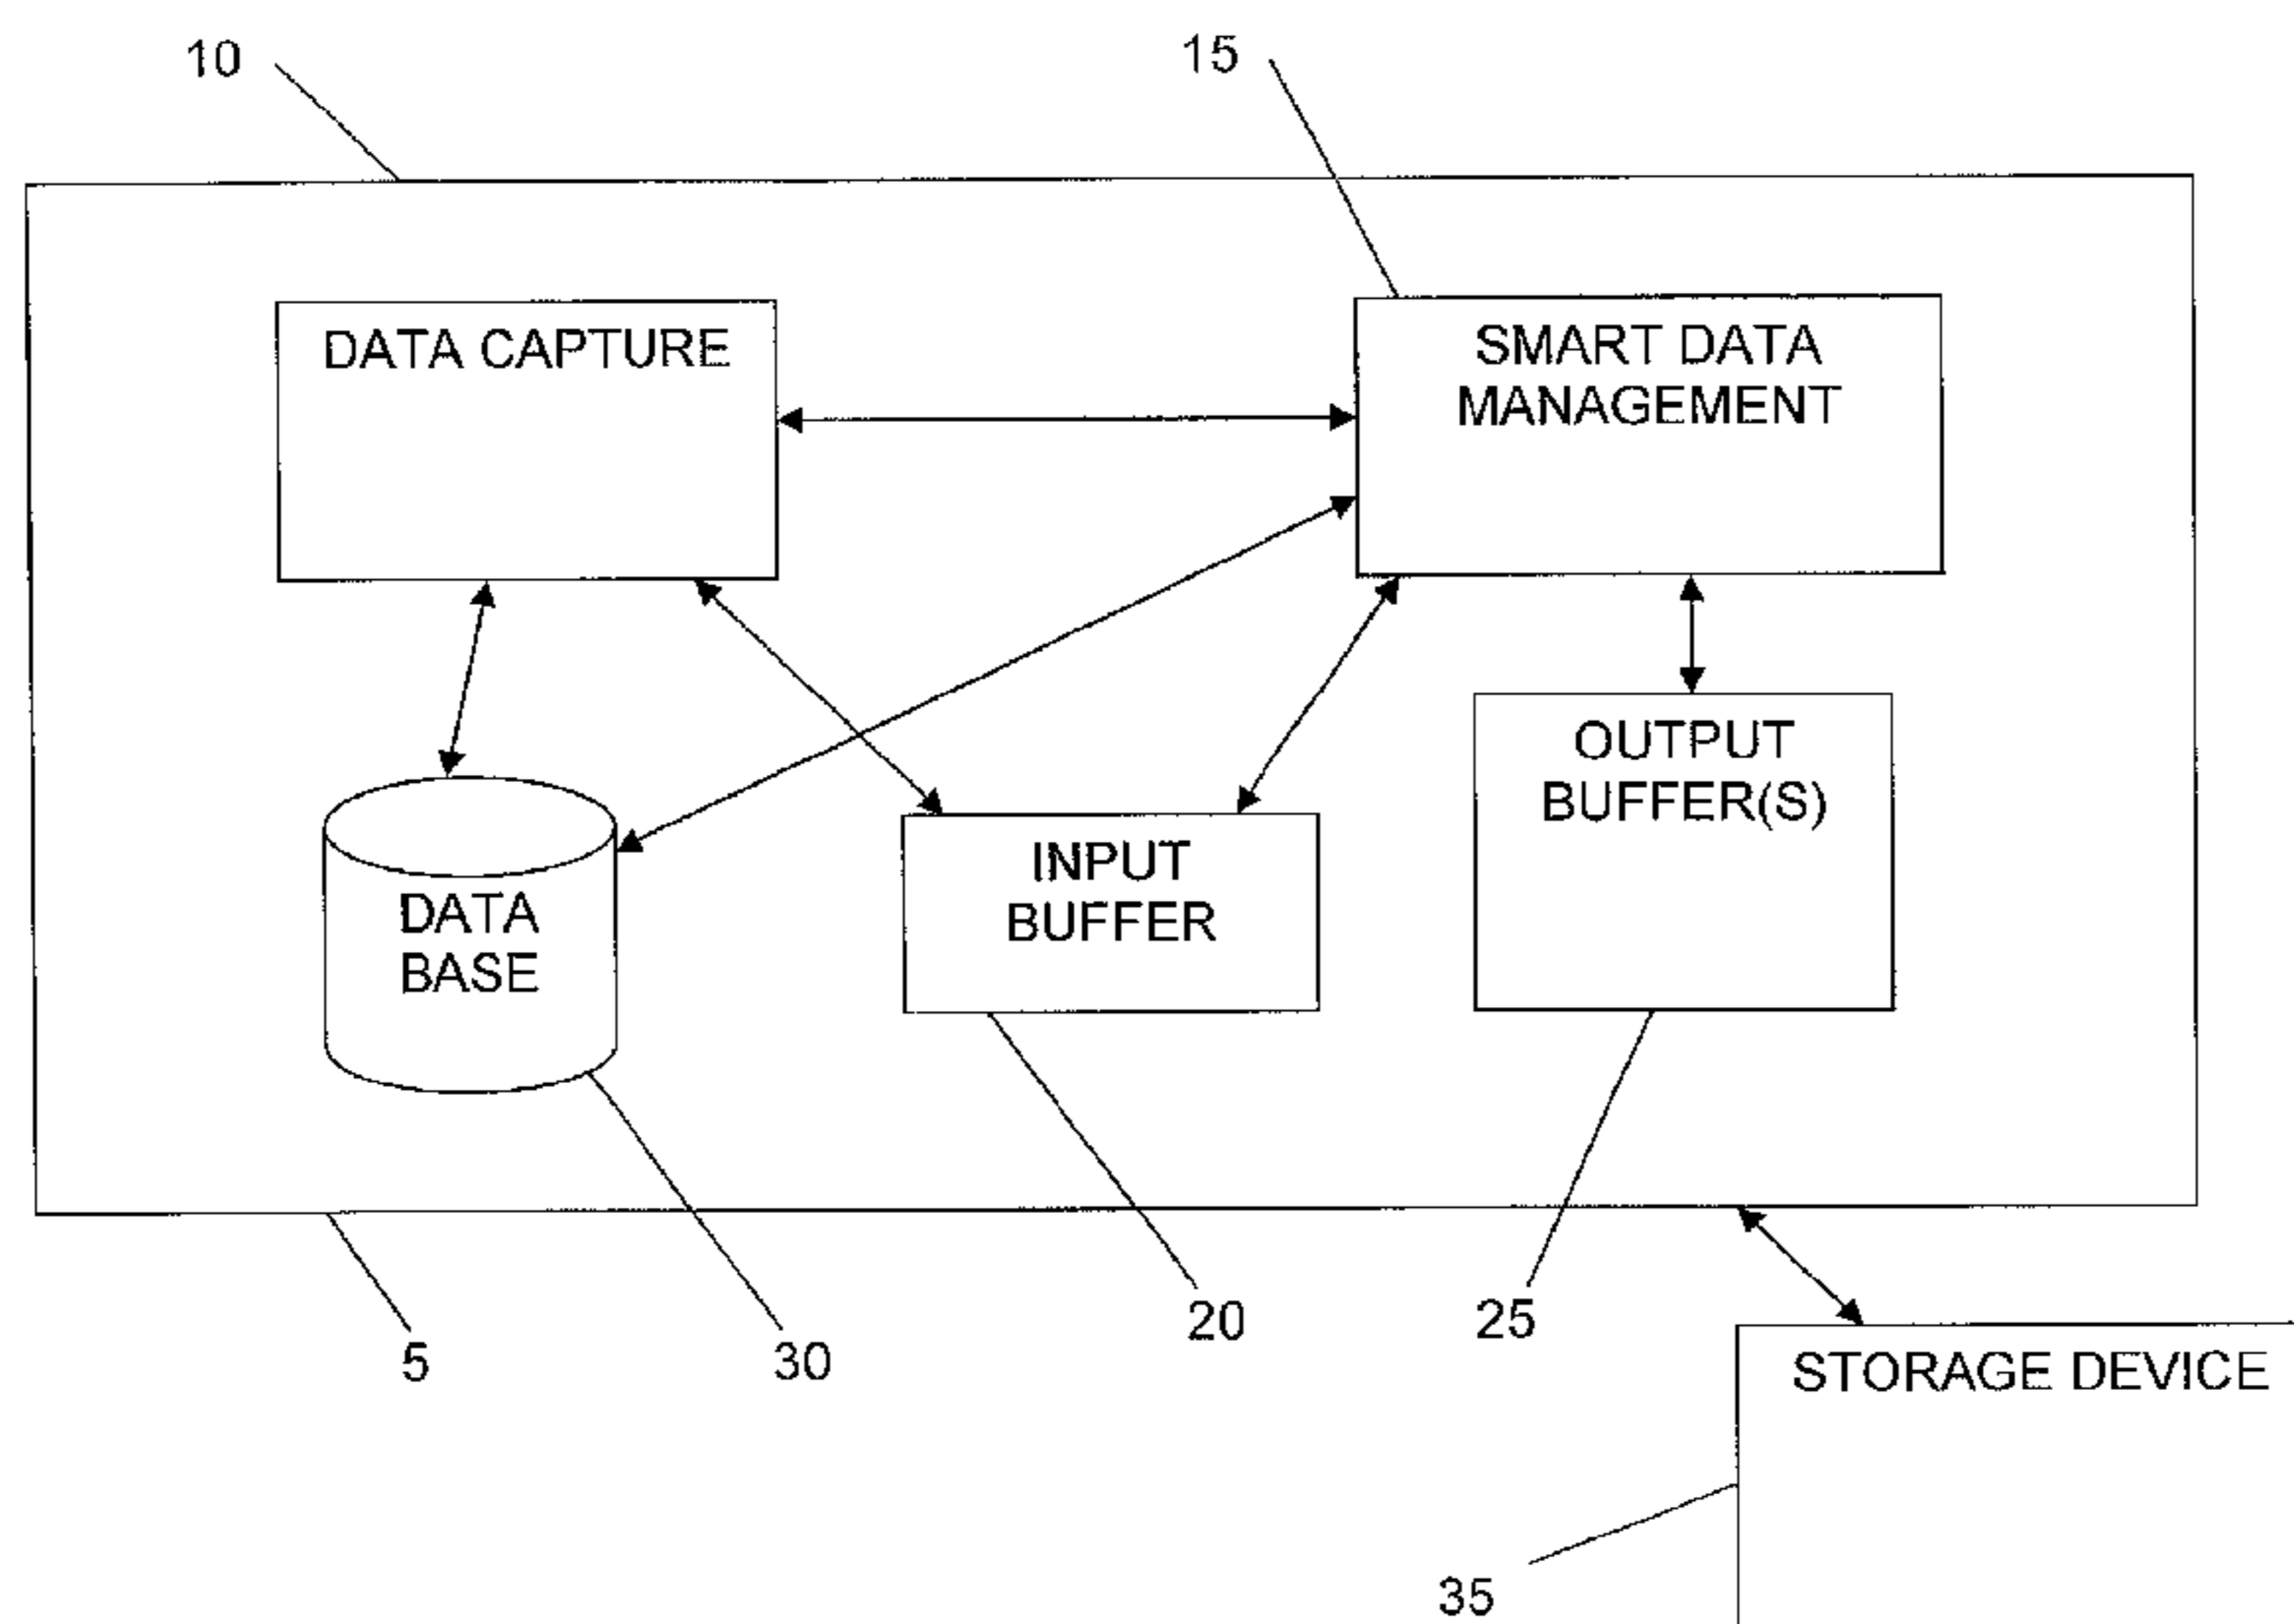 10
15
DATA CAPTURE
SMART DATA
MANAGEMENT
OUTPUT
BUFFER(S)
INPUT
BUFFER
DATA
BASE
5
30
20
25
STORAGE DEVICE
35